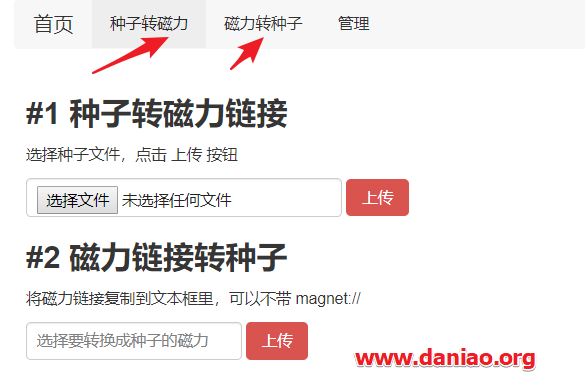 首页 种子转磁力 磁力转种子 管理
#1 种子转磁力链接
选择种子文件，点击 上传 按钮
选择文件 未选择任何文件 上传
#2 磁力链接转种子
将磁力链接复制到文本框里，可以不带 magnet://
选择要转换成种子的磁力 上传
www.daniao.org